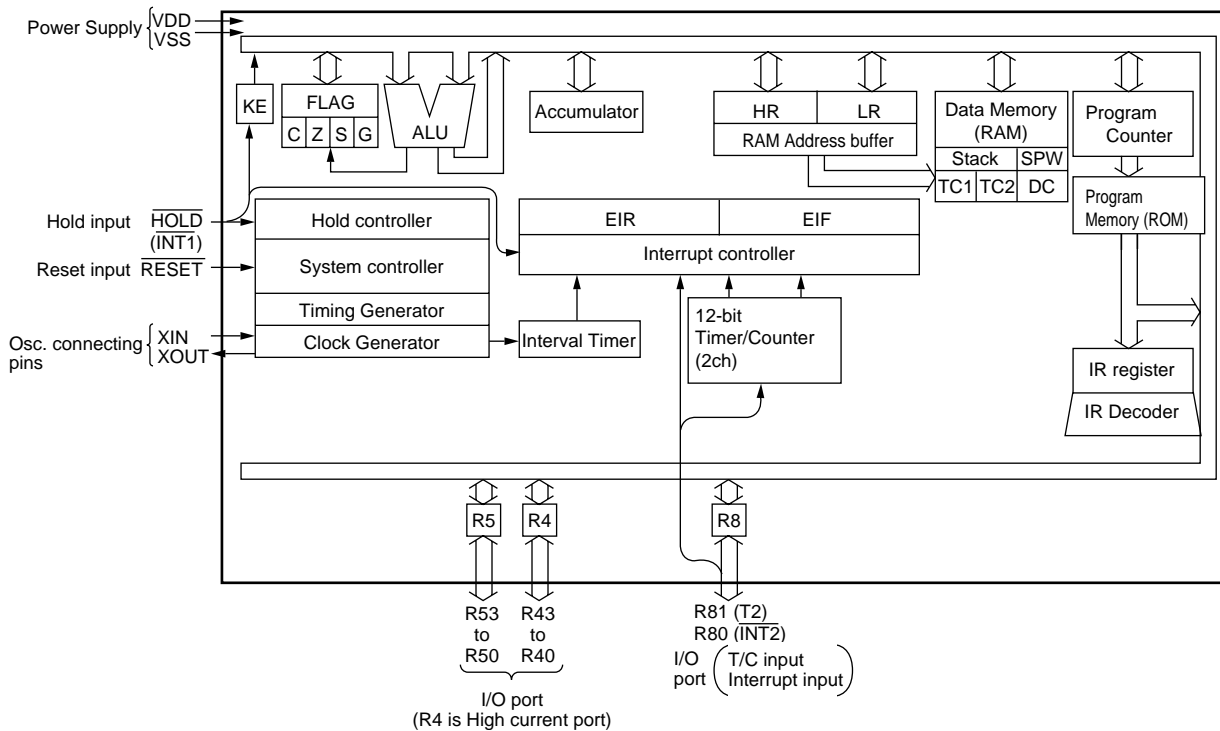 Power Supply
VDD
VSS
KE
FLAG
C Z S G
ALU
Accumulator
HR LR
RAM Address buffer
Data Memory
(RAM)
Stack SPW
TC1 TC2 DC
Program
Counter
Program
Memory (ROM)
Hold input HOLD
(INT1)
Reset input RESET
Osc. connecting
pins
XIN
XOUT
Hold controller
System controller
Timing Generator
Clock Generator
EIR EIF
Interrupt controller
Interval Timer
12-bit
Timer/Counter
(2ch)
IR register
IR Decoder
R5 R4 R8
R53
to
R50
R43
to
R40
I/O port
(R4 is High current port)
R81 (T2)
R80 (INT2)
I/O
port
T/C input
Interrupt input